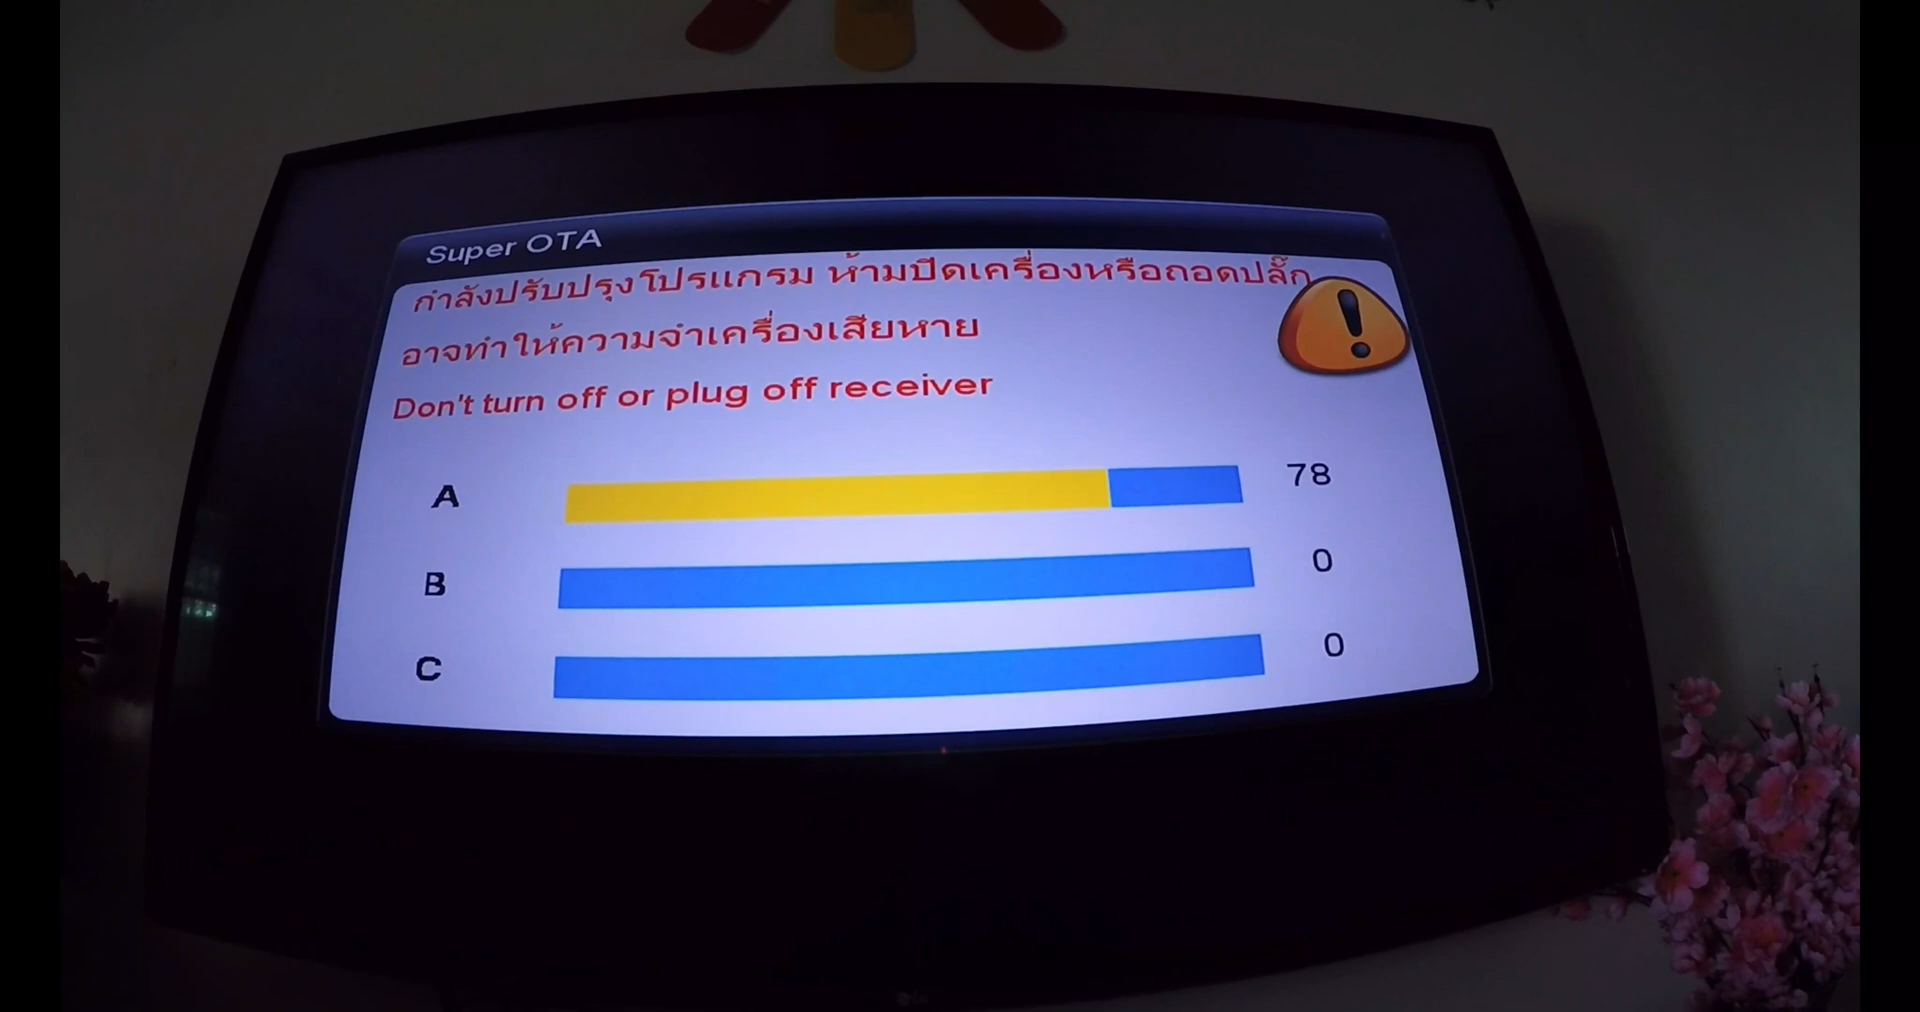 Super OTA
กำลังปรับปรุงโปรแกรม ห้ามปิดเครื่องหรือถอดปลั๊ก
อาจทำให้ความจำเครื่องเสียหาย
Don't turn off or plug off receiver
A 78
B 0
C 0
LG